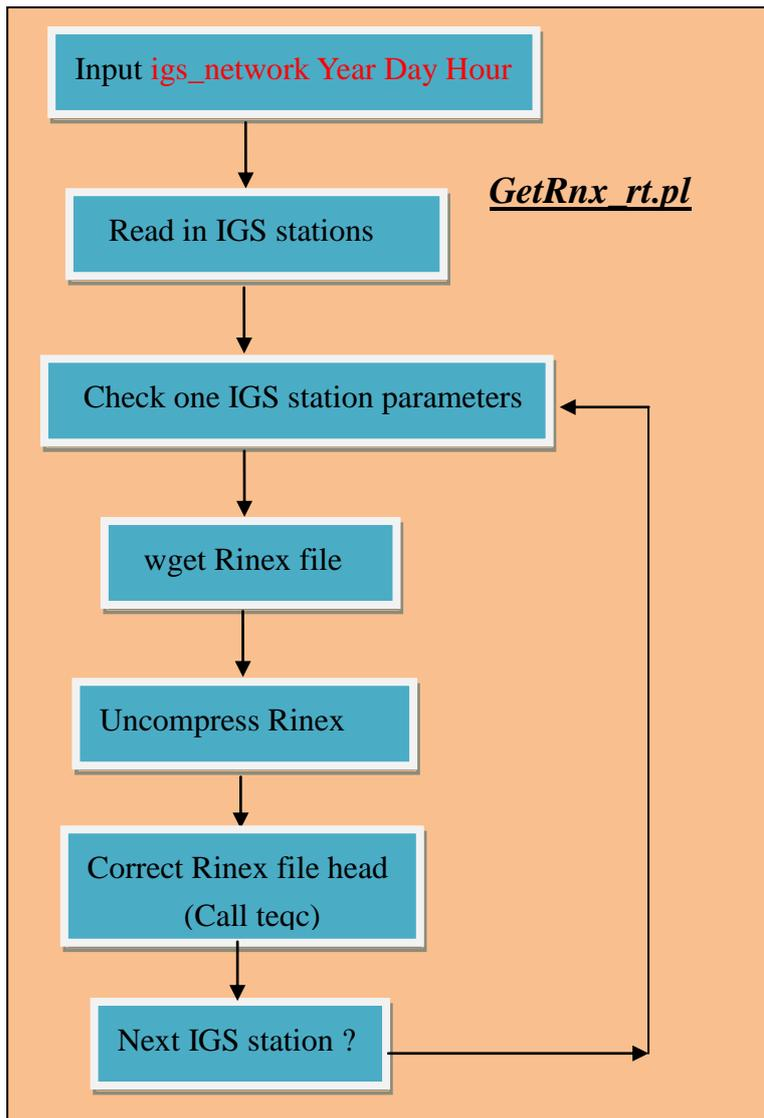 Input igs_network Year Day Hour
GetRnx_rt.pl
Read in IGS stations
Check one IGS station parameters
wget Rinex file
Uncompress Rinex
Correct Rinex file head
(Call teqc)
Next IGS station ?